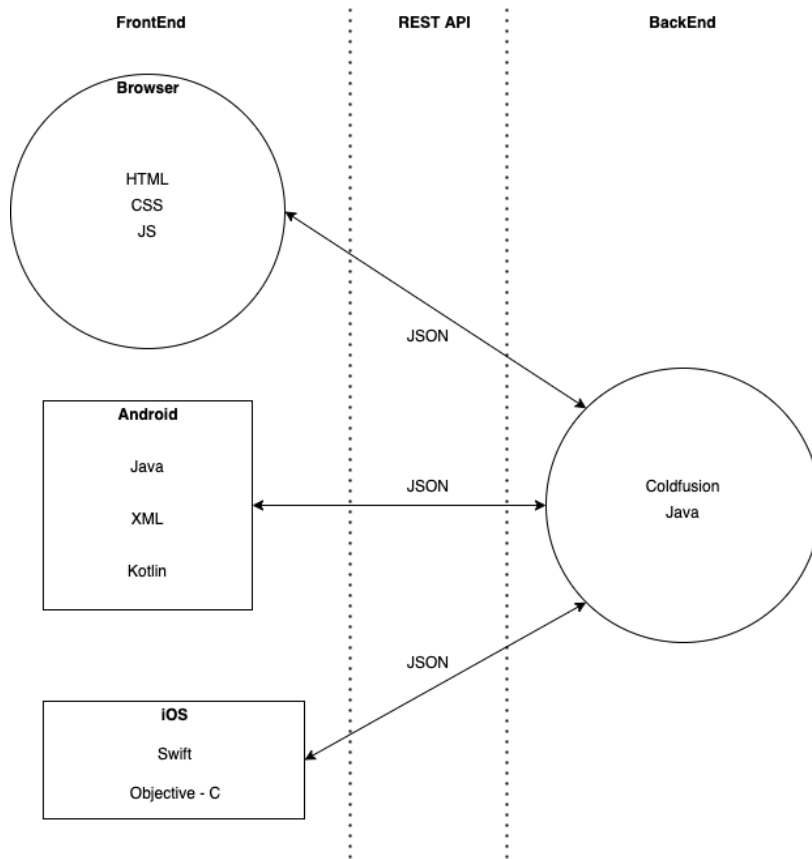 FrontEnd
REST API
BackEnd
Browser
HTML
CSS
JS
JSON
Android
Java
XML
Kotlin
JSON
Coldfusion
Java
JSON
iOS
Swift
Objective - C